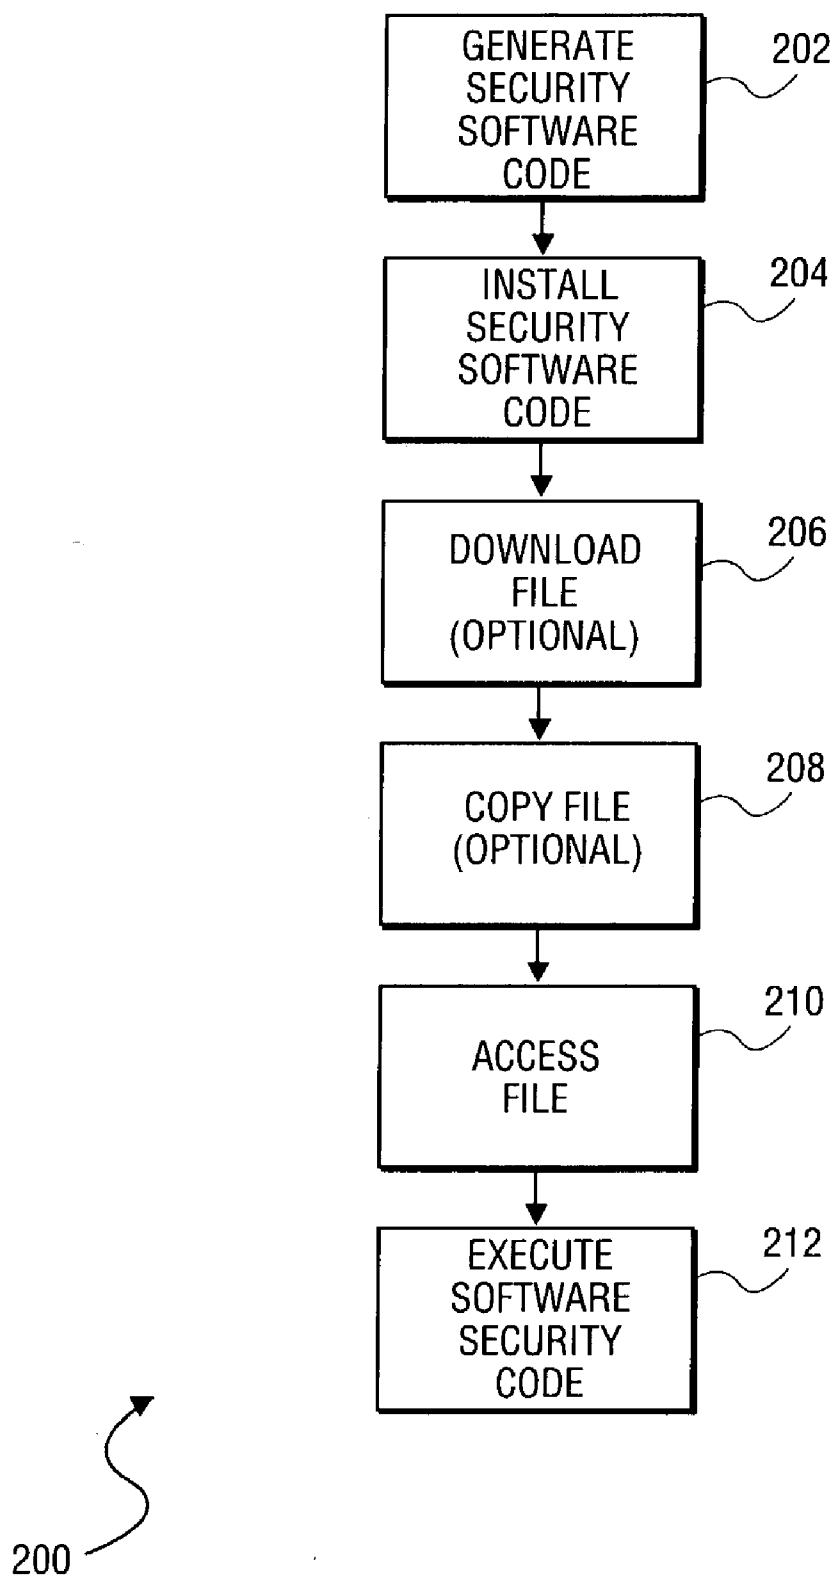 GENERATE
SECURITY
SOFTWARE
CODE
202
INSTALL
SECURITY
SOFTWARE
CODE
204
DOWNLOAD
FILE
(OPTIONAL)
206
COPY FILE
(OPTIONAL)
208
ACCESS
FILE
210
EXECUTE
SOFTWARE
SECURITY
CODE
212
200